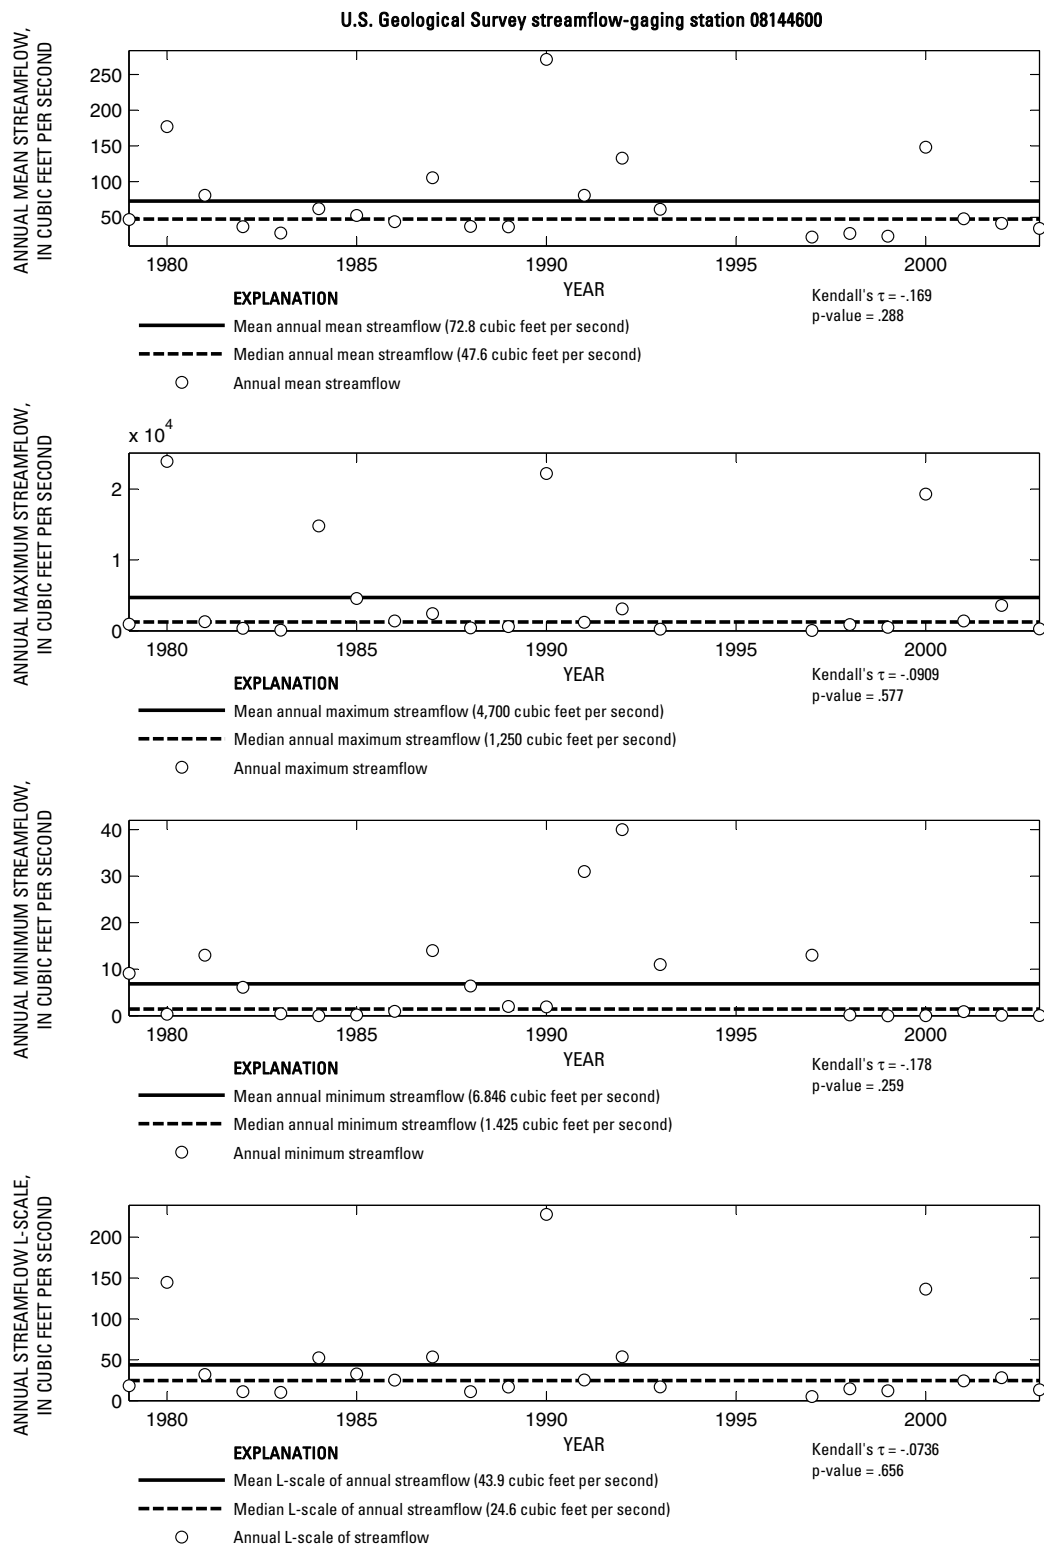 U.S. Geological Survey streamflow-gaging station 08144600
ANNUAL MEAN STREAMFLOW,
IN CUBIC FEET PER SECOND
250
200
150
100
50
1980 1985 1990 1995 2000
YEAR
Kendall's τ = -.169
p-value = .288
EXPLANATION
Mean annual mean streamflow (72.8 cubic feet per second)
Median annual mean streamflow (47.6 cubic feet per second)
Annual mean streamflow
ANNUAL MAXIMUM STREAMFLOW,
IN CUBIC FEET PER SECOND
x 10^4
2
1
0
1980 1985 1990 1995 2000
YEAR
Kendall's τ = -.0909
p-value = .577
EXPLANATION
Mean annual maximum streamflow (4,700 cubic feet per second)
Median annual maximum streamflow (1,250 cubic feet per second)
Annual maximum streamflow
ANNUAL MINIMUM STREAMFLOW,
IN CUBIC FEET PER SECOND
40
30
20
10
0
1980 1985 1990 1995 2000
YEAR
Kendall's τ = -.178
p-value = .259
EXPLANATION
Mean annual minimum streamflow (6.846 cubic feet per second)
Median annual minimum streamflow (1.425 cubic feet per second)
Annual minimum streamflow
ANNUAL STREAMFLOW L-SCALE,
IN CUBIC FEET PER SECOND
200
150
100
50
0
1980 1985 1990 1995 2000
YEAR
Kendall's τ = -.0736
p-value = .656
EXPLANATION
Mean L-scale of annual streamflow (43.9 cubic feet per second)
Median L-scale of annual streamflow (24.6 cubic feet per second)
Annual L-scale of streamflow